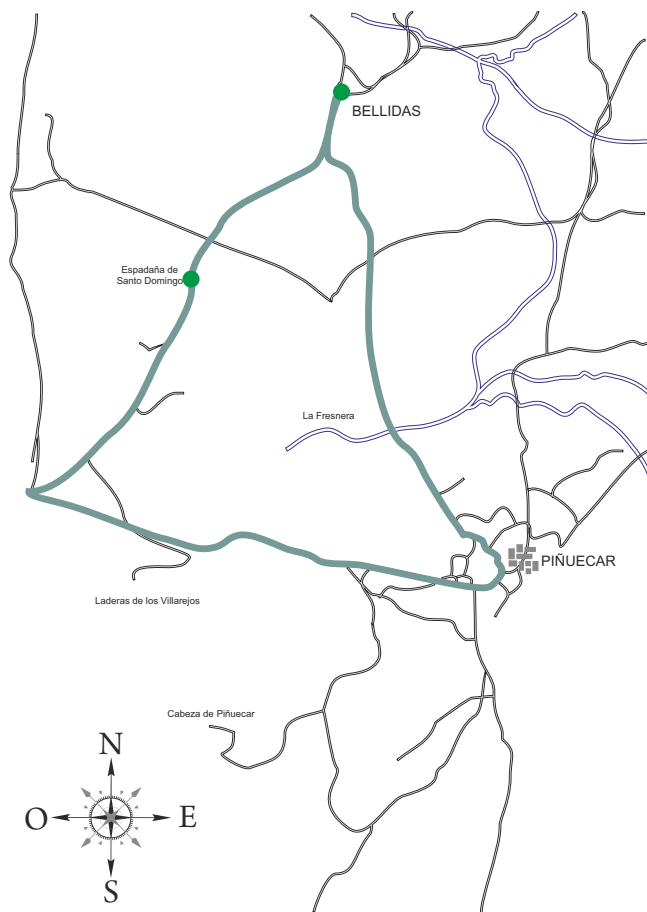 BELLIDAS
Espadaña de
Santo Domingo
La Fresnera
PIÑUECAR
Laderas de los Villarejos
Cabeza de Piñuecar
N
O
E
S